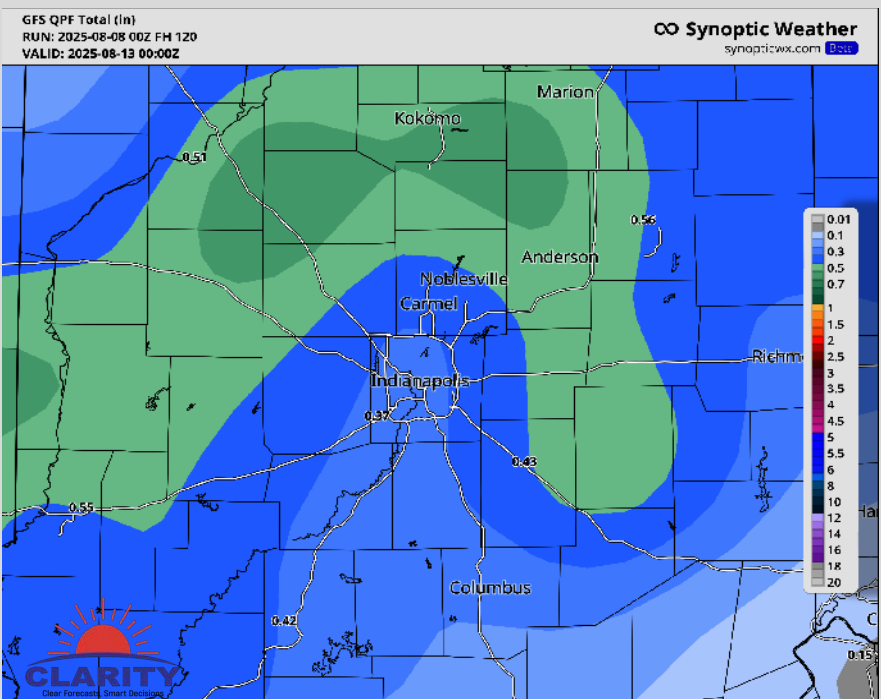 GFS QPF Total (in)
RUN: 2025-08-08 00Z FH 120
VALID: 2025-08-13 00:00Z
Synoptic Weather
synopticwx.com Beta
Marion
Kokomo
0.51
0.56
Anderson
Noblesville
Carmel
Richm
Indianapolis
0.37
0.43
0.55
Har
Columbus
0.42
C
0.15
0.01
0.1
0.3
0.5
0.7
1
1.5
2
2.5
3
3.5
4
4.5
5
5.5
6
8
10
12
14
16
18
20
CLARITY
Clear Forecasts, Smart Decisions